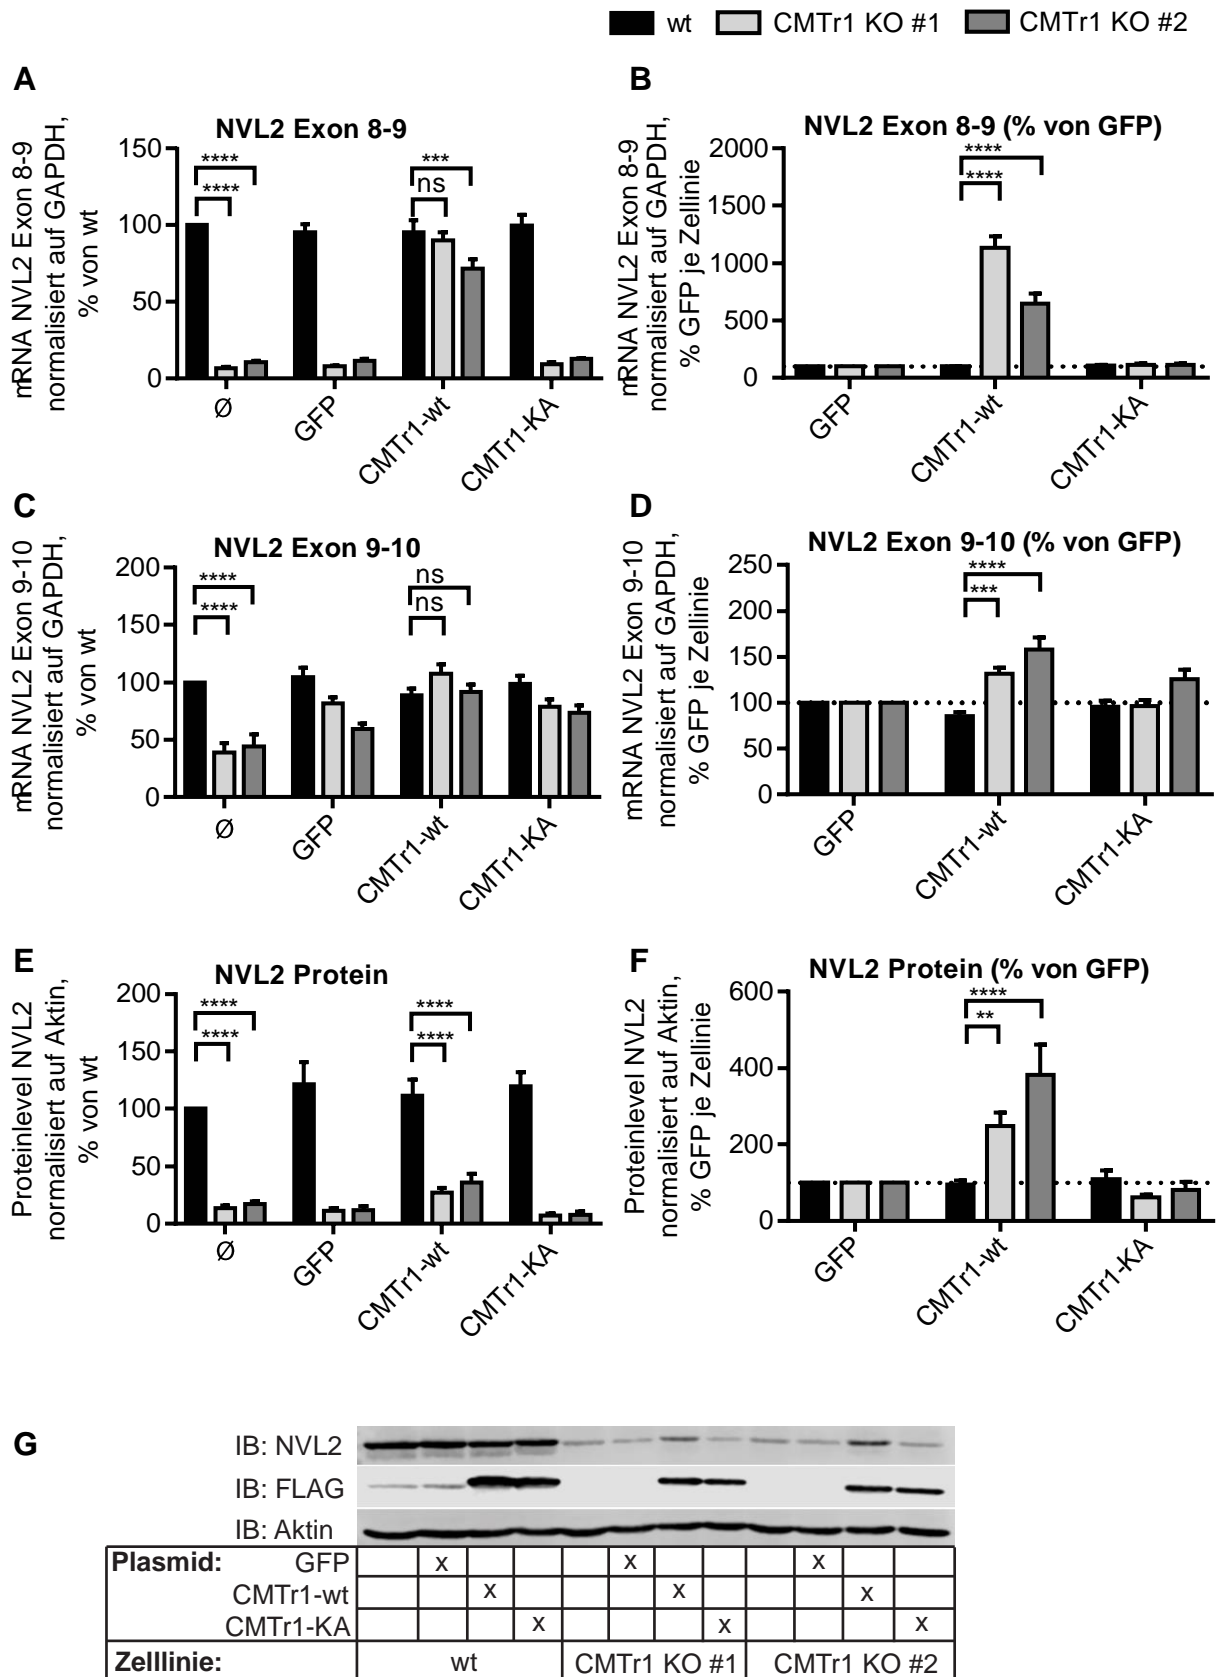 wt CMTr1 KO #1 CMTr1 KO #2
A
NVL2 Exon 8-9
mRNA NVL2 Exon 8-9
normalisiert auf GAPDH,
% von wt
150
100
50
0
****
****
***
ns
Ø
GFP
CMTr1-wt
CMTr1-KA
B
NVL2 Exon 8-9 (% von GFP)
mRNA NVL2 Exon 8-9
normalisiert auf GAPDH,
% GFP je Zellinie
2000
1500
1000
500
0
****
****
GFP
CMTr1-wt
CMTr1-KA
C
NVL2 Exon 9-10
mRNA NVL2 Exon 9-10
normalisiert auf GAPDH,
% von wt
200
150
100
50
0
****
****
ns
ns
Ø
GFP
CMTr1-wt
CMTr1-KA
D
NVL2 Exon 9-10 (% von GFP)
mRNA NVL2 Exon 9-10
normalisiert auf GAPDH,
% GFP je Zellinie
250
200
150
100
50
0
****
***
GFP
CMTr1-wt
CMTr1-KA
E
NVL2 Protein
Proteinlevel NVL2
normalisiert auf Aktin,
% von wt
200
150
100
50
0
****
****
****
****
Ø
GFP
CMTr1-wt
CMTr1-KA
F
NVL2 Protein (% von GFP)
Proteinlevel NVL2
normalisiert auf Aktin,
% GFP je Zellinie
600
400
200
0
****
**
GFP
CMTr1-wt
CMTr1-KA
G
IB: NVL2
IB: FLAG
IB: Aktin
Plasmid: GFP x x x
CMTr1-wt x x x
CMTr1-KA x x x
Zelllinie: wt CMTr1 KO #1 CMTr1 KO #2